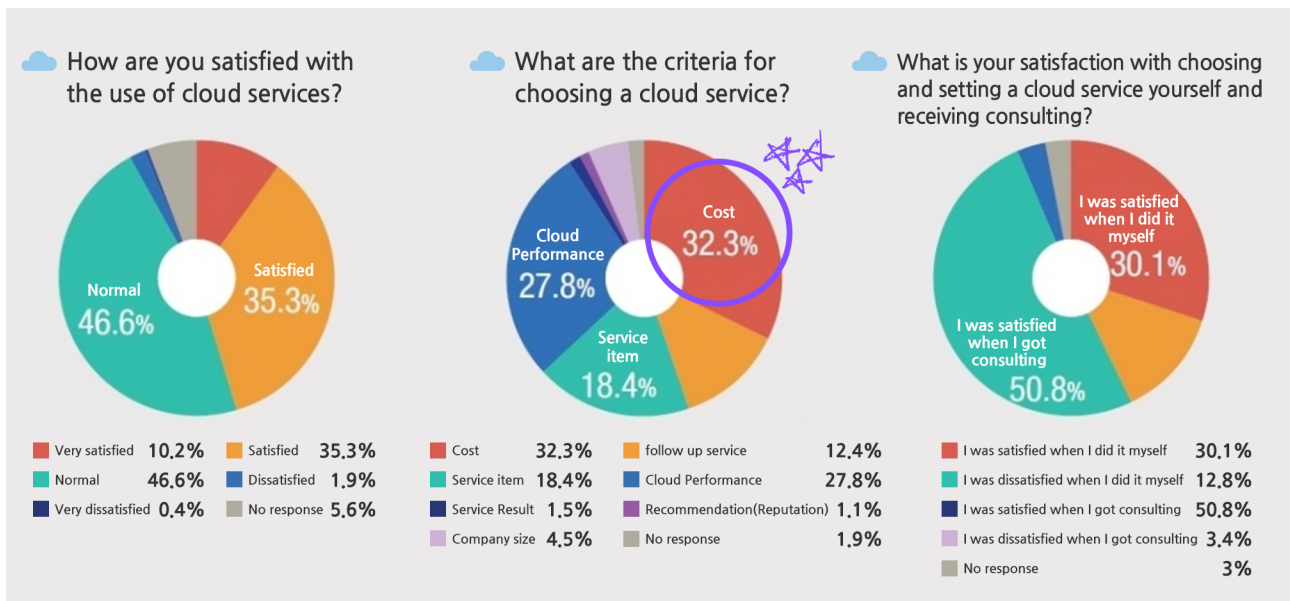 How are you satisfied with
the use of cloud services?
Normal
46.6%
Satisfied
35.3%
Very satisfied 10.2%
Satisfied 35.3%
Normal 46.6%
Dissatisfied 1.9%
Very dissatisfied 0.4%
No response 5.6%
What are the criteria for
choosing a cloud service?
Cost
32.3%
Cloud
Performance
27.8%
Service
item
18.4%
Cost 32.3%
follow up service 12.4%
Service item 18.4%
Cloud Performance 27.8%
Service Result 1.5%
Recommendation(Reputation) 1.1%
Company size 4.5%
No response 1.9%
What is your satisfaction with choosing
and setting a cloud service yourself and
receiving consulting?
I was satisfied
when I did it
myself
30.1%
I was satisfied
when I got
consulting
50.8%
I was satisfied when I did it myself 30.1%
I was dissatisfied when I did it myself 12.8%
I was satisfied when I got consulting 50.8%
I was dissatisfied when I got consulting 3.4%
No response 3%